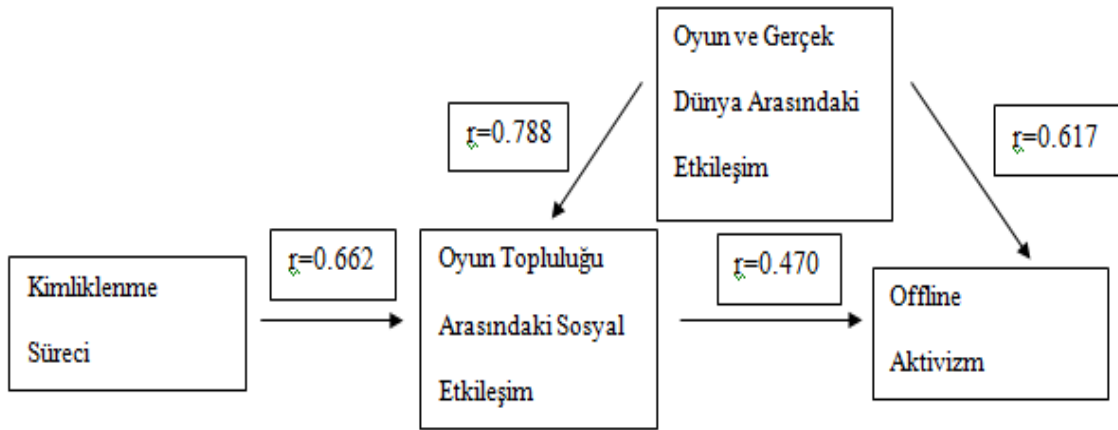 Oyun ve Gerçek
Dünya Arasındaki
Etkileşim
r=0.788
r=0.617
Kimliklenme
Süreci
r=0.662
Oyun Topluluğu
Arasındaki Sosyal
Etkileşim
r=0.470
Offline
Aktivizm